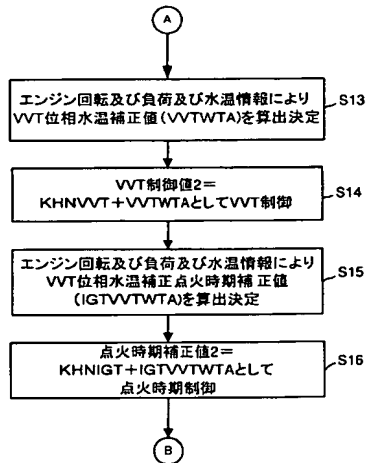 A
エンジン回転及び負荷及び水温情報により
VVT位相水温補正値(VVTWTA)を算出決定
S13
VVT制御値2=
KHNVVT+VVTWTAとしてVVT制御
S14
エンジン回転及び負荷及び水温情報により
VVT位相水温補正点火時期補正値
(IGTVVTWTA)を算出決定
S15
点火時期補正値2=
KHNIGT+IGTVVTWTAとして
点火時期制御
S16
B